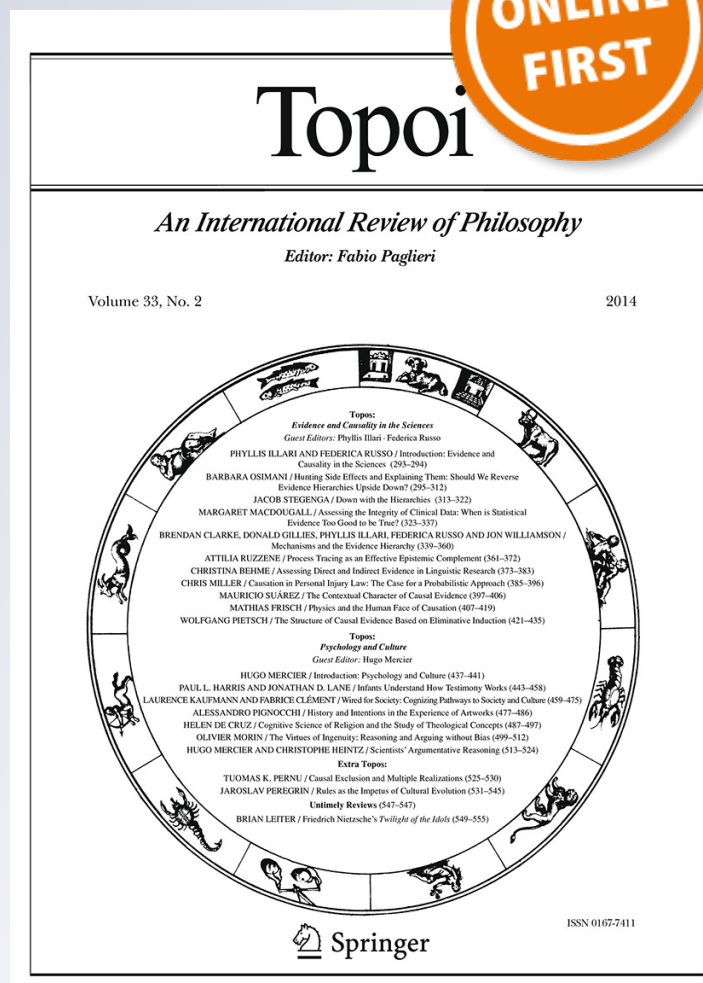 ONLINE
FIRST
Topoi
An International Review of Philosophy
Editor: Fabio Paglieri
Volume 33, No. 2
2014
Topos:
Evidence and Causality in the Sciences
Guest Editors: Phyllis Illari · Federica Russo
PHYLLIS ILLARI AND FEDERICA RUSSO / Introduction: Evidence and
Causality in the Sciences (293–294)
BARBARA OSIMANI / Hunting Side Effects and Explaining Them: Should We Reverse
Evidence Hierarchies Upside Down? (295–312)
JACOB STEGENGA / Down with the Hierarchies (313–322)
MARGARET MACDOUGALL / Assessing the Integrity of Clinical Data: When is Statistical
Evidence Too Good to be True? (323–337)
BRENDAN CLARKE, DONALD GILLIES, PHYLLIS ILLARI, FEDERICA RUSSO AND JON WILLIAMSON /
Mechanisms and the Evidence Hierarchy (339–360)
ATTILIA RUZZENE / Process Tracing as an Effective Epistemic Complement (361–372)
CHRISTINA BEHME / Assessing Direct and Indirect Evidence in Linguistic Research (373–383)
CHRIS MILLER / Causation in Personal Injury Law: The Case for a Probabilistic Approach (385–396)
MAURICIO SUÁREZ / The Contextual Character of Causal Evidence (397–406)
MATHIAS FRISCH / Physics and the Human Face of Causation (407–419)
WOLFGANG PIETSCH / The Structure of Causal Evidence Based on Eliminative Induction (421–435)
Topos:
Psychology and Culture
Guest Editor: Hugo Mercier
HUGO MERCIER / Introduction: Psychology and Culture (437–441)
PAUL L. HARRIS AND JONATHAN D. LANE / Infants Understand How Testimony Works (443–458)
LAURENCE KAUFMANN AND FABRICE CLÉMENT / Wired for Society: Cognizing Pathways to Society and Culture (459–475)
ALESSANDRO PIGNOCCHI / History and Intentions in the Experience of Artworks (477–486)
HELEN DE CRUZ / Cognitive Science of Religion and the Study of Theological Concepts (487–497)
OLIVIER MORIN / The Virtues of Ingenuity: Reasoning and Arguing without Bias (499–512)
HUGO MERCIER AND CHRISTOPHE HEINTZ / Scientists' Argumentative Reasoning (513–524)
Extra Topos:
TUOMAS K. PERNU / Causal Exclusion and Multiple Realizations (525–530)
JAROSLAV PEREGRIN / Rules as the Impetus of Cultural Evolution (531–545)
Untimely Reviews (547–547)
BRIAN LEITER / Friedrich Nietzsche's Twilight of the Idols (549–555)
ISSN 0167-7411
Springer